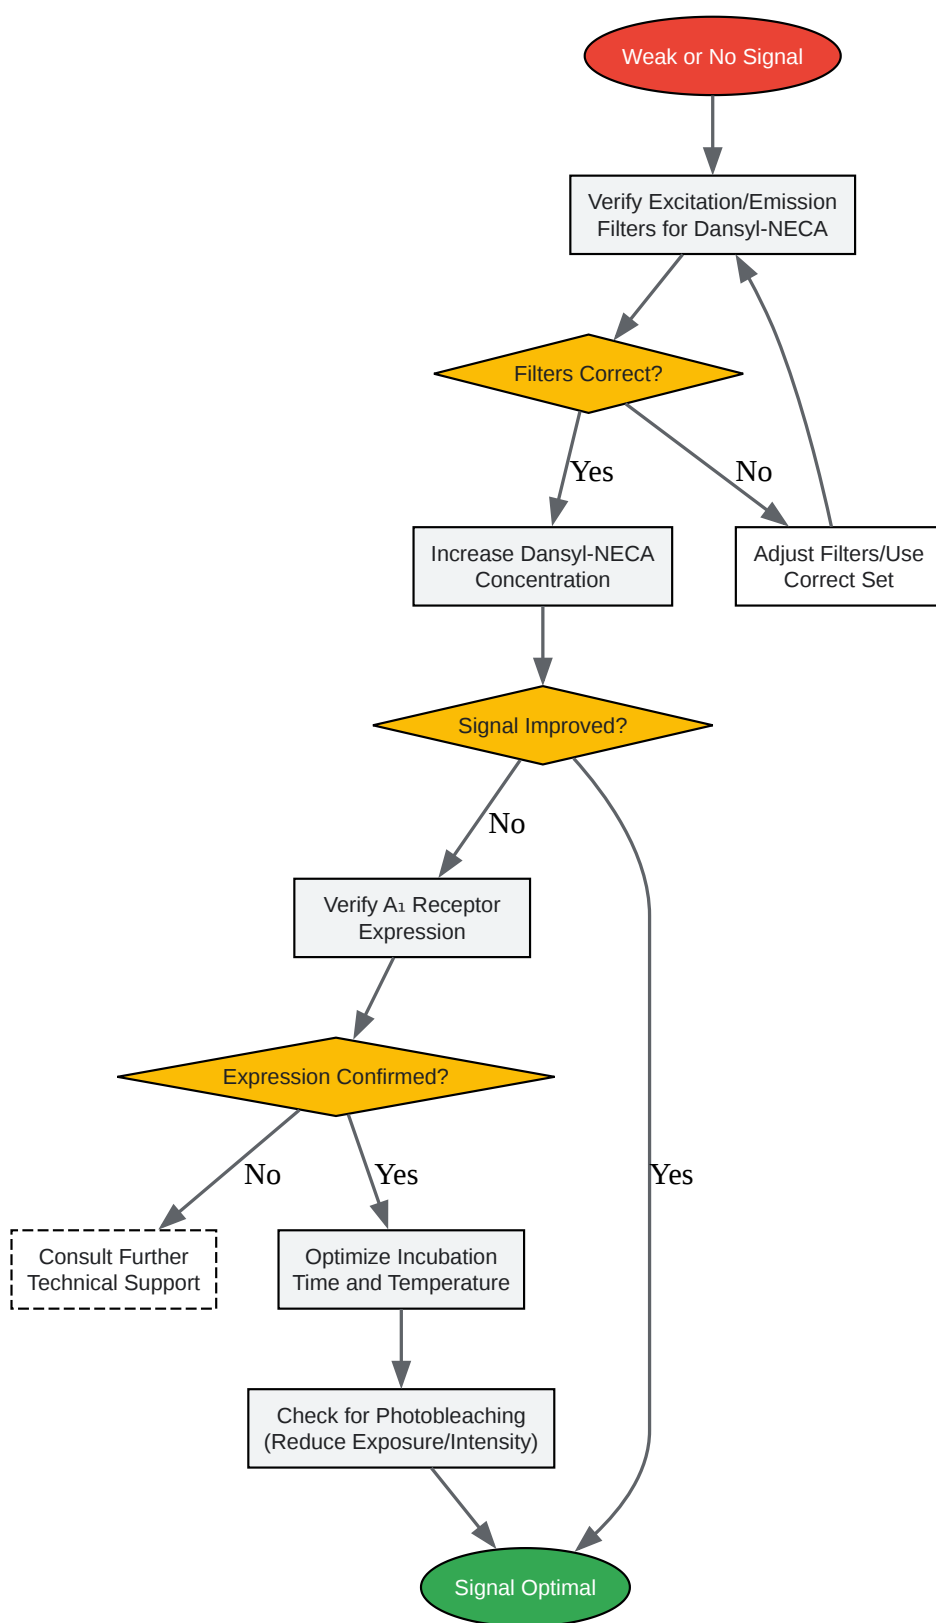 Weak or No Signal
Verify Excitation/Emission
Filters for Dansyl-NECA
Filters Correct?
Yes
No
Increase Dansyl-NECA
Concentration
Adjust Filters/Use
Correct Set
Signal Improved?
No
Verify A₁ Receptor
Expression
Expression Confirmed?
No
Yes
Yes
Consult Further
Technical Support
Optimize Incubation
Time and Temperature
Check for Photobleaching
(Reduce Exposure/Intensity)
Signal Optimal